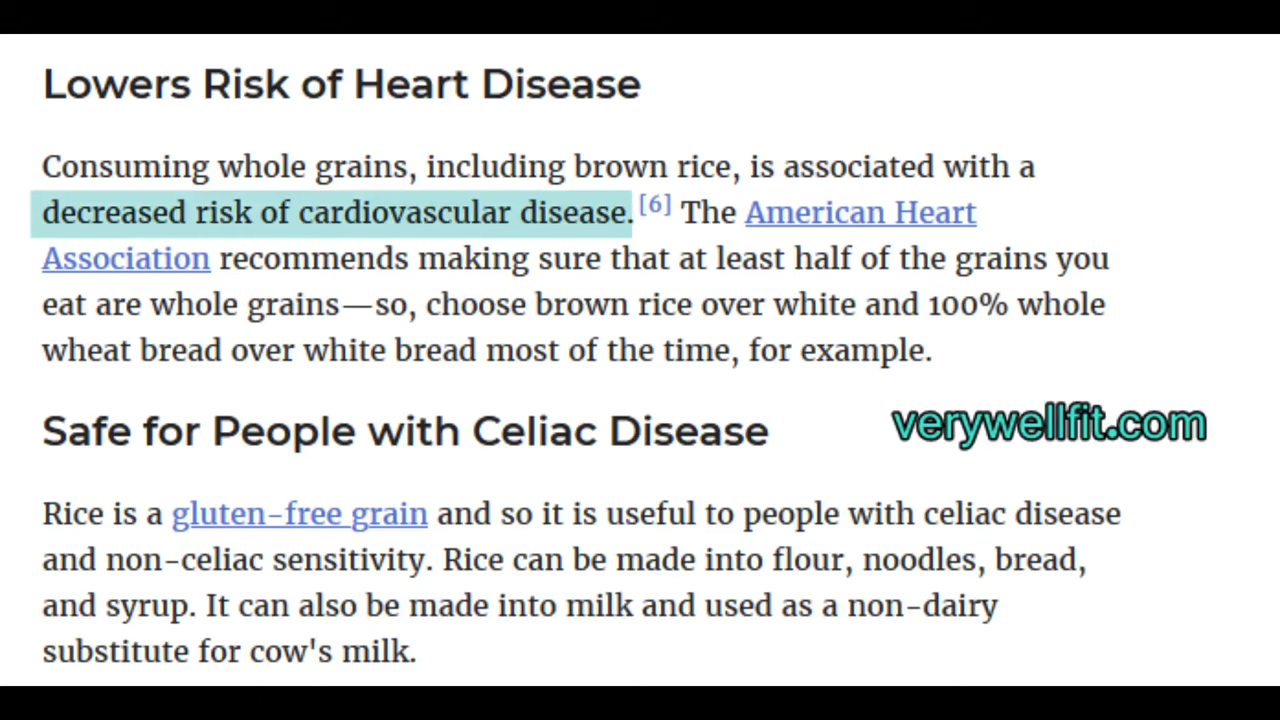 Lowers Risk of Heart Disease
Consuming whole grains, including brown rice, is associated with a
decreased risk of cardiovascular disease.[6] The American Heart
Association recommends making sure that at least half of the grains you
eat are whole grains—so, choose brown rice over white and 100% whole
wheat bread over white bread most of the time, for example.
Safe for People with Celiac Disease
verywellfit.com
Rice is a gluten-free grain and so it is useful to people with celiac disease
and non-celiac sensitivity. Rice can be made into flour, noodles, bread,
and syrup. It can also be made into milk and used as a non-dairy
substitute for cow's milk.